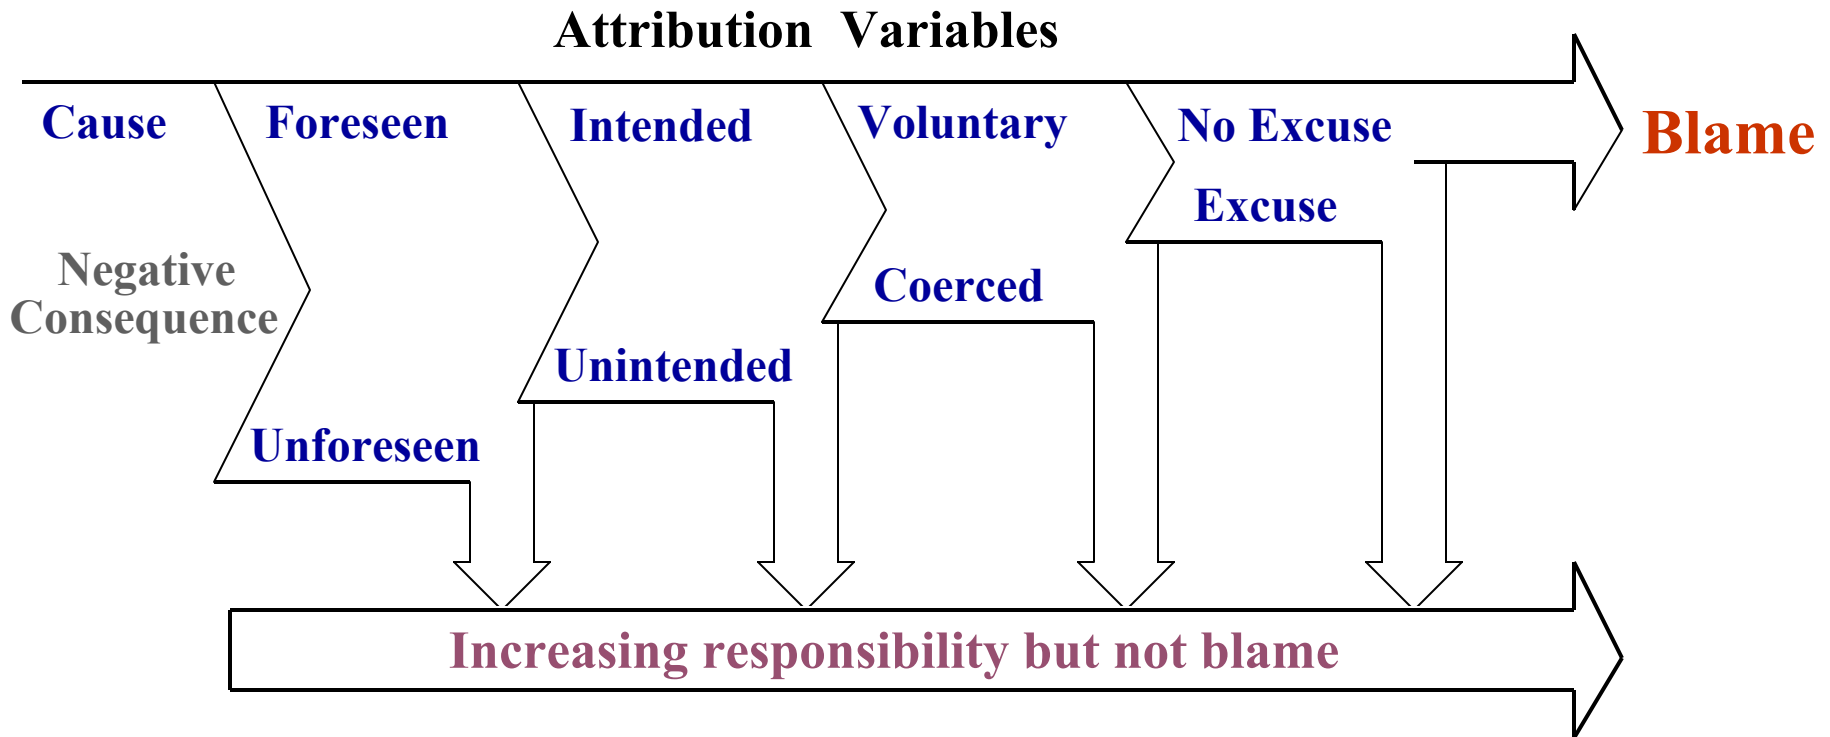 Attribution Variables
Cause
Foreseen
Intended
Voluntary
No Excuse
Blame
Excuse
Negative
Consequence
Coerced
Unintended
Unforeseen
Increasing responsibility but not blame